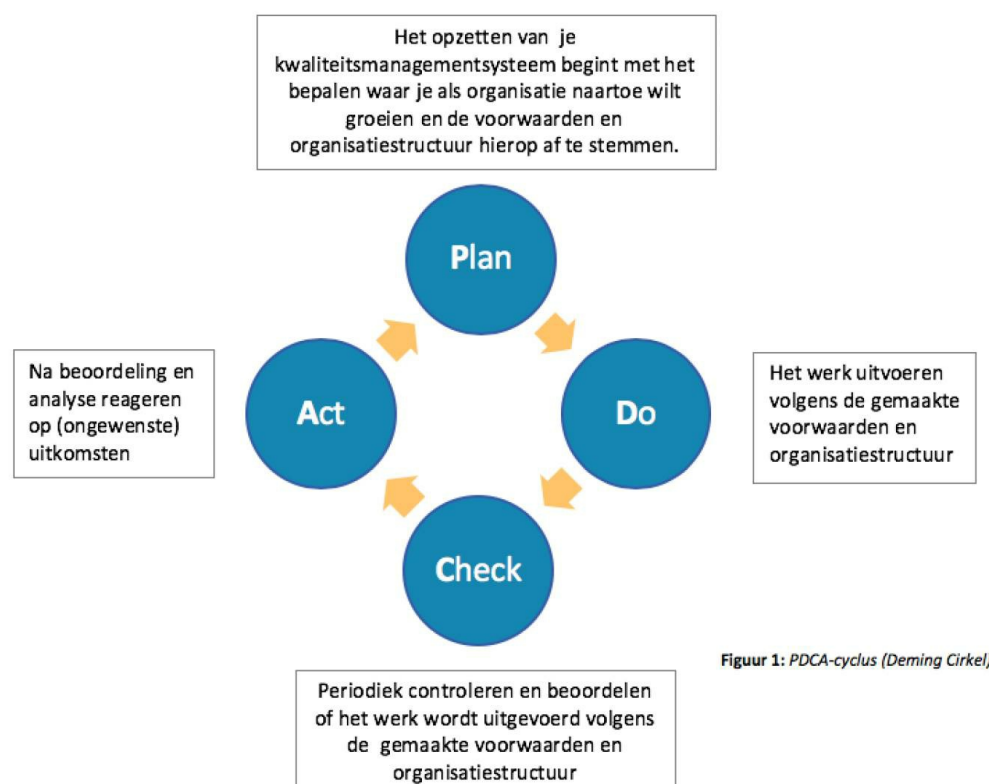 Het opzetten van je
kwaliteitsmanagementsysteem begint met het
bepalen waar je als organisatie naartoe wilt
groeien en de voorwaarden en
organisatiestructuur hierop af te stemmen.
Plan
Na beoordeling en
analyse reageren
op (ongewenste)
uitkomsten
Act
Do
Het werk uitvoeren
volgens de gemaakte
voorwaarden en
organisatiestructuur
Check
Figuur 1: PDCA-cyclus (Deming Cirkel)
Periodiek controleren en beoordelen
of het werk wordt uitgevoerd volgens
de gemaakte voorwaarden en
organisatiestructuur